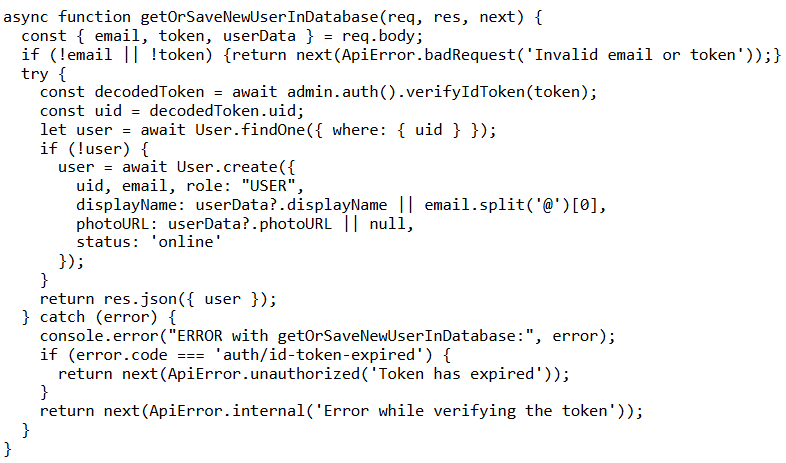 async function getOrSaveNewUserInDatabase(req, res, next) {
  const { email, token, userData } = req.body;
  if (!email || !token) {return next(ApiError.badRequest('Invalid email or token'));}
  try {
    const decodedToken = await admin.auth().verifyIdToken(token);
    const uid = decodedToken.uid;
    let user = await User.findOne({ where: { uid } });
    if (!user) {
      user = await User.create({
        uid, email, role: "USER",
        displayName: userData?.displayName || email.split('@')[0],
        photoURL: userData?.photoURL || null,
        status: 'online'
      });
    }
    return res.json({ user });
  } catch (error) {
    console.error("ERROR with getOrSaveNewUserInDatabase:", error);
    if (error.code === 'auth/id-token-expired') {
      return next(ApiError.unauthorized('Token has expired'));
    }
    return next(ApiError.internal('Error while verifying the token'));
  }
}